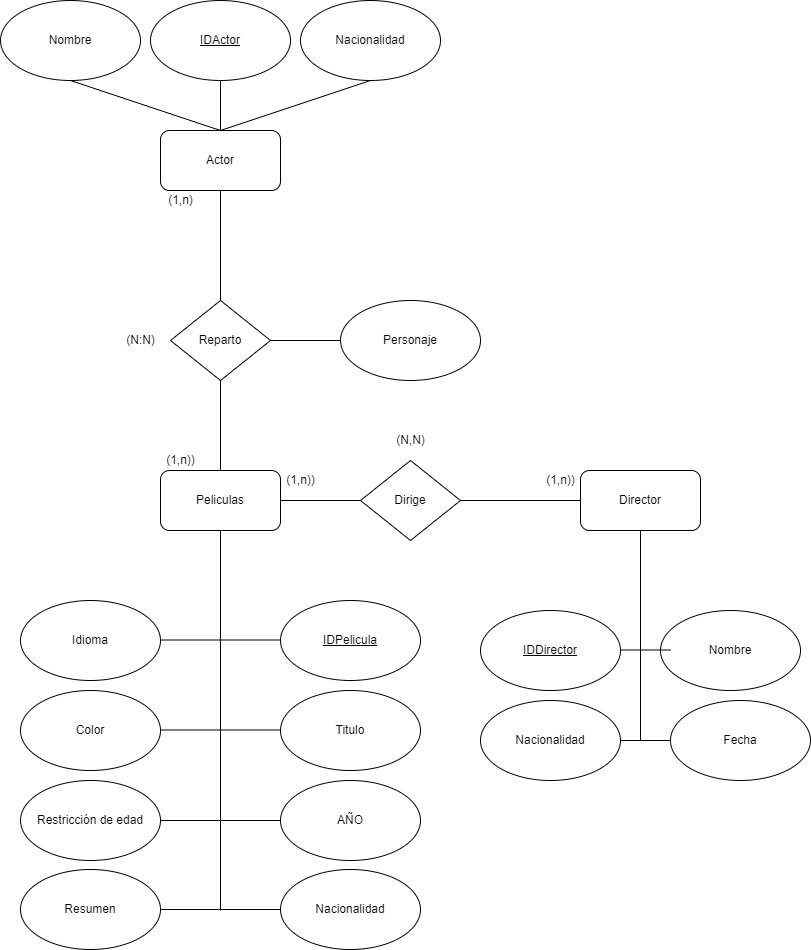 Nombre
IDActor
Nacionalidad
Actor
(1,n)
(N:N)
Reparto
Personaje
(N,N)
(1,n))
(1,n))
(1,n))
Peliculas
Dirige
Director
Idioma
IDPelicula
IDDirector
Nombre
Color
Titulo
Nacionalidad
Fecha
Restricción de edad
AÑO
Resumen
Nacionalidad